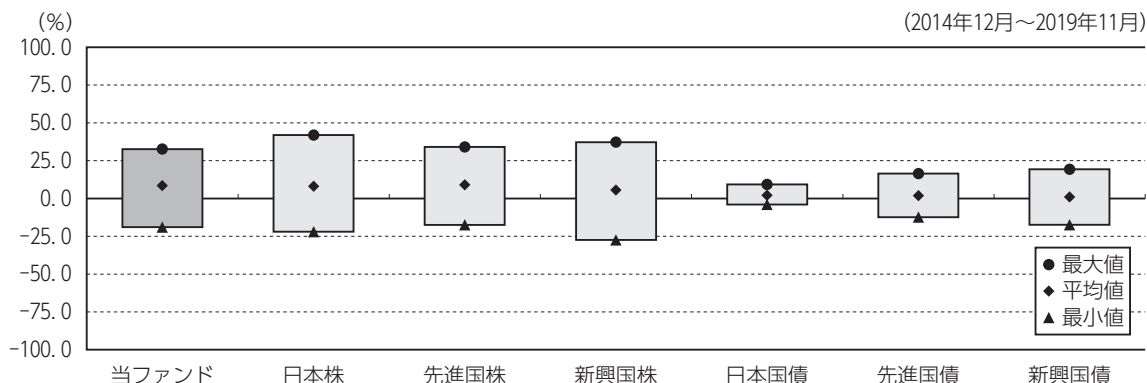 (%)
(2014年12月～2019年11月)
100.0
75.0
50.0
25.0
0.0
-25.0
-50.0
-75.0
-100.0
● 最大値
◆ 平均値
▲ 最小値
当ファンド 日本株 先進国株 新興国株 日本国債 先進国債 新興国債